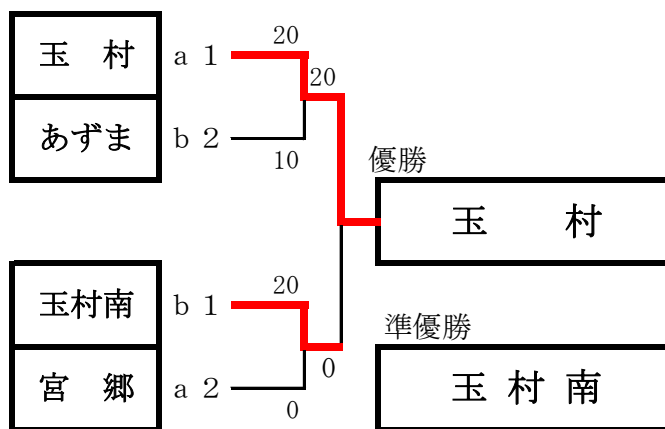 玉 村 a 1 20
20
あずま b 2 10
優勝
玉 村
玉村南 b 1 20
0
宮 郷 a 2 0
準優勝
玉 村 南